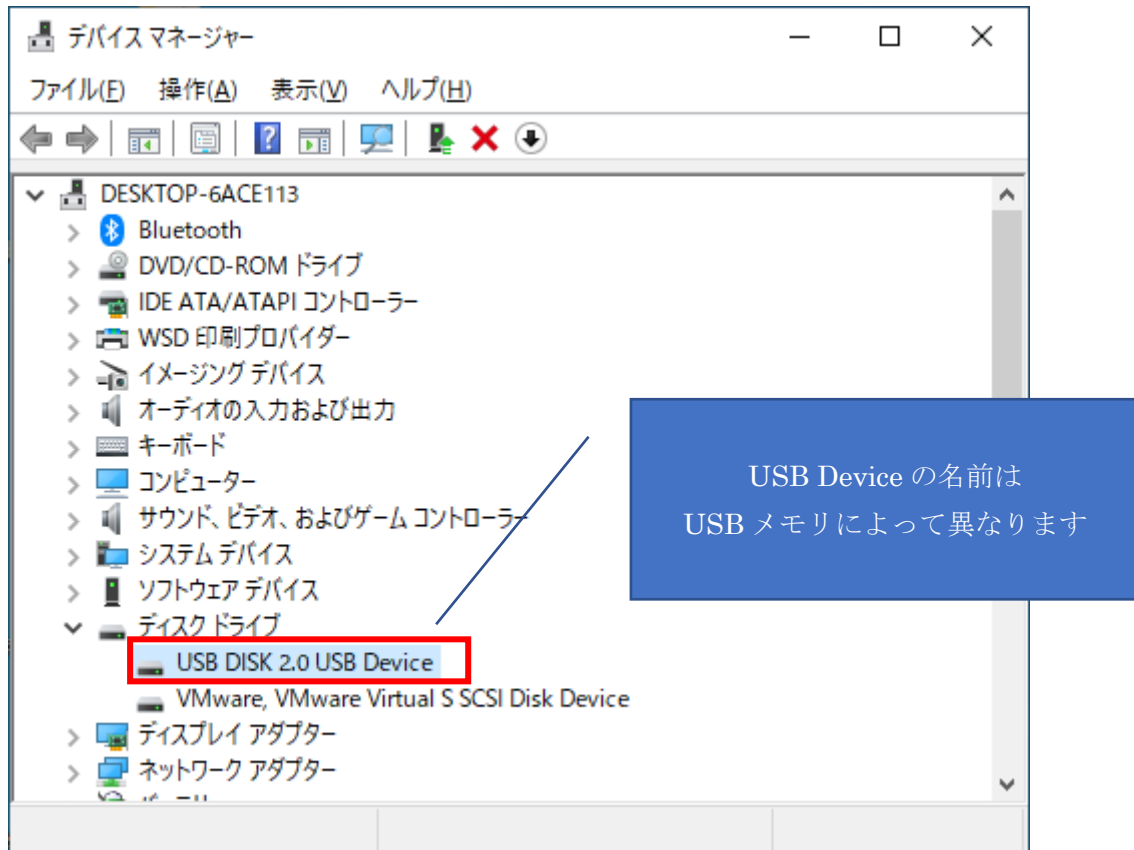 デバイス マネージャー
ファイル(F) 操作(A) 表示(V) ヘルプ(H)
DESKTOP-6ACE113
Bluetooth
DVD/CD-ROM ドライブ
IDE ATA/ATAPI コントローラー
WSD 印刷プロバイダー
イメージング デバイス
オーディオの入力および出力
キーボード
コンピューター
サウンド、ビデオ、およびゲーム コントローラー
システム デバイス
ソフトウェア デバイス
ディスク ドライブ
USB DISK 2.0 USB Device
VMware, VMware Virtual S SCSI Disk Device
ディスプレイ アダプター
ネットワーク アダプター
USB Device の名前は
USB メモリによって異なります